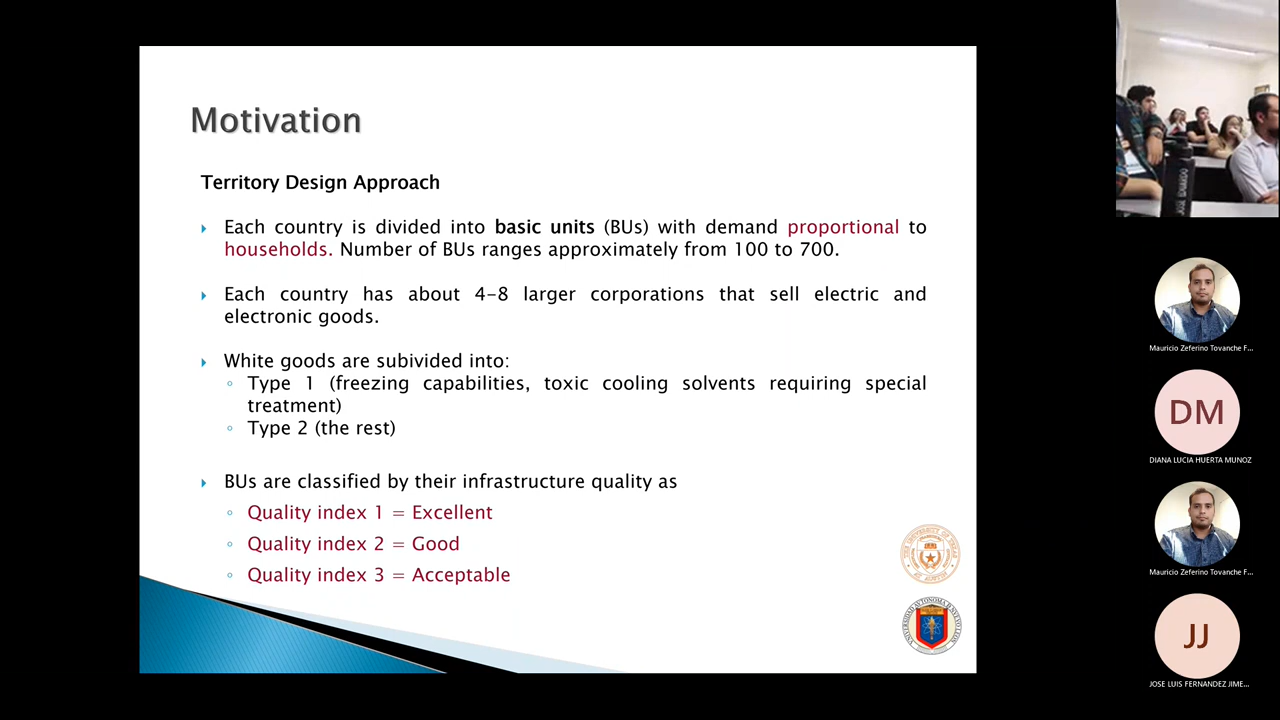 Motivation
Territory Design Approach
Each country is divided into basic units (BUs) with demand proportional to
households. Number of BUs ranges approximately from 100 to 700.
Each country has about 4-8 larger corporations that sell electric and
electronic goods.
White goods are subivided into:
Type 1 (freezing capabilities, toxic cooling solvents requiring special
treatment)
Type 2 (the rest)
BUs are classified by their infrastructure quality as
Quality index 1 = Excellent
Quality index 2 = Good
Quality index 3 = Acceptable
Mauricio Zeferino Tovanche F...
DM
DIANA LUCIA HUERTA MUNOZ
Mauricio Zeferino Tovanche F...
JJ
JOSE LUIS FERNANDEZ JIME...